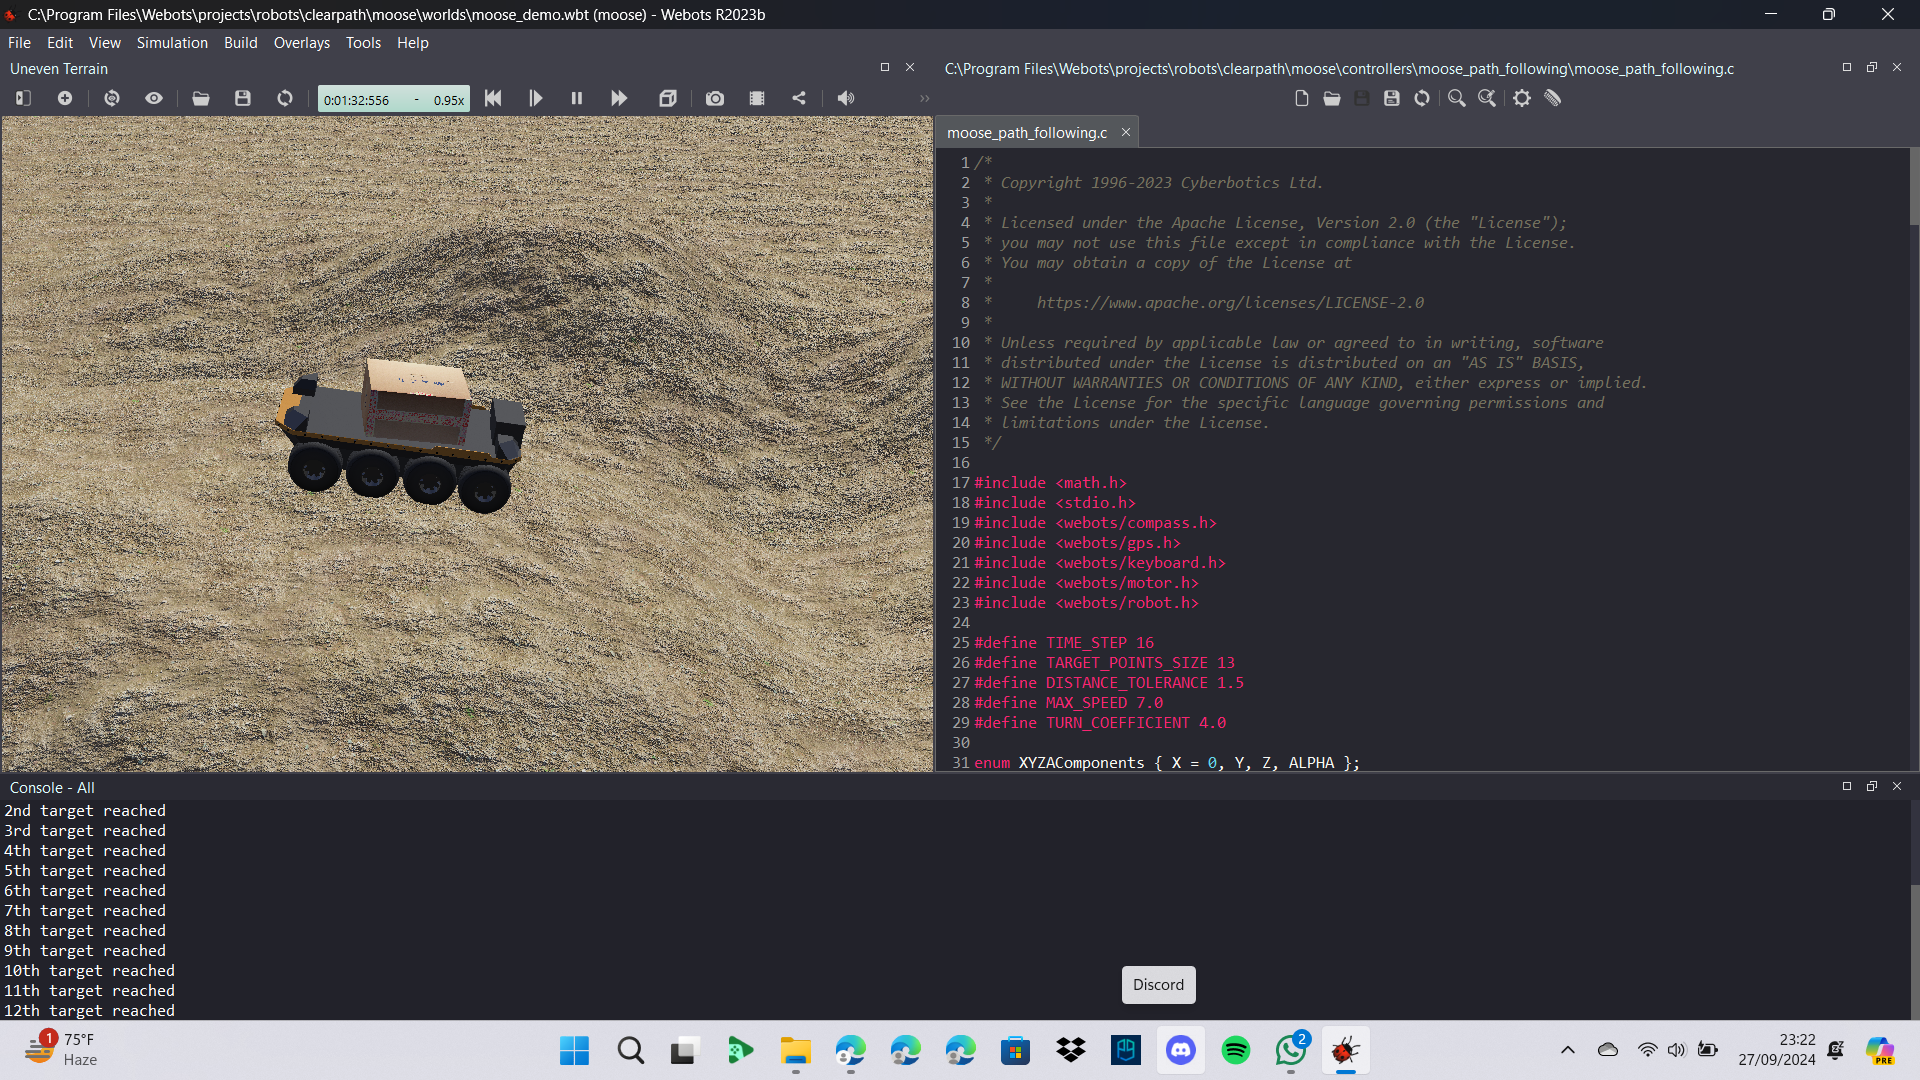 C:\Program Files\Webots\projects\robots\clearpath\moose\worlds\moose_demo.wbt (moose) - Webots R2023b
File Edit View Simulation Build Overlays Tools Help
Uneven Terrain
0:01:32:556 - 0.95x
C:\Program Files\Webots\projects\robots\clearpath\moose\controllers\moose_path_following\moose_path_following.c
moose_path_following.c
1 /*
2 * Copyright 1996-2023 Cyberbotics Ltd.
3 *
4 * Licensed under the Apache License, Version 2.0 (the "License");
5 * you may not use this file except in compliance with the License.
6 * You may obtain a copy of the License at
7 *
8 * https://www.apache.org/licenses/LICENSE-2.0
9 *
10 * Unless required by applicable law or agreed to in writing, software
11 * distributed under the License is distributed on an "AS IS" BASIS,
12 * WITHOUT WARRANTIES OR CONDITIONS OF ANY KIND, either express or implied.
13 * See the License for the specific language governing permissions and
14 * limitations under the License.
15 */
16
17 #include <math.h>
18 #include <stdio.h>
19 #include <webots/compass.h>
20 #include <webots/gps.h>
21 #include <webots/keyboard.h>
22 #include <webots/motor.h>
23 #include <webots/robot.h>
24
25 #define TIME_STEP 16
26 #define TARGET_POINTS_SIZE 13
27 #define DISTANCE_TOLERANCE 1.5
28 #define MAX_SPEED 7.0
29 #define TURN_COEFFICIENT 4.0
30
31 enum XYZAComponents { X = 0, Y, Z, ALPHA };
Console - All
2nd target reached
3rd target reached
4th target reached
5th target reached
6th target reached
7th target reached
8th target reached
9th target reached
10th target reached
11th target reached
12th target reached
Discord
1
75°F
Haze
2
23:22
27/09/2024
PRE